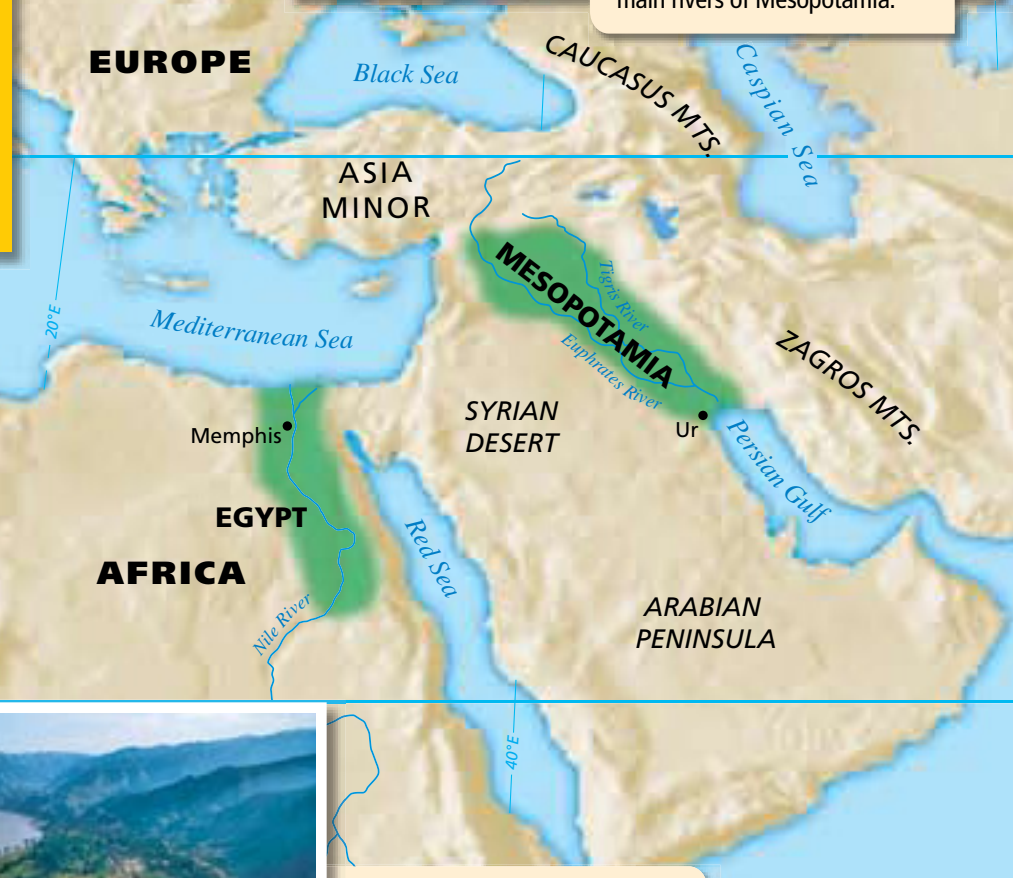 main rivers of Mesopotamia.
EUROPE
Black Sea
CAUCASUS MTS.
Caspian Sea
ASIA
MINOR
MESOPOTAMIA
Tigris River
Euphrates River
20°E
Mediterranean Sea
ZAGROS MTS.
SYRIAN
DESERT
Memphis
Ur
Persian Gulf
EGYPT
Red Sea
AFRICA
Nile River
ARABIAN
PENINSULA
40°E